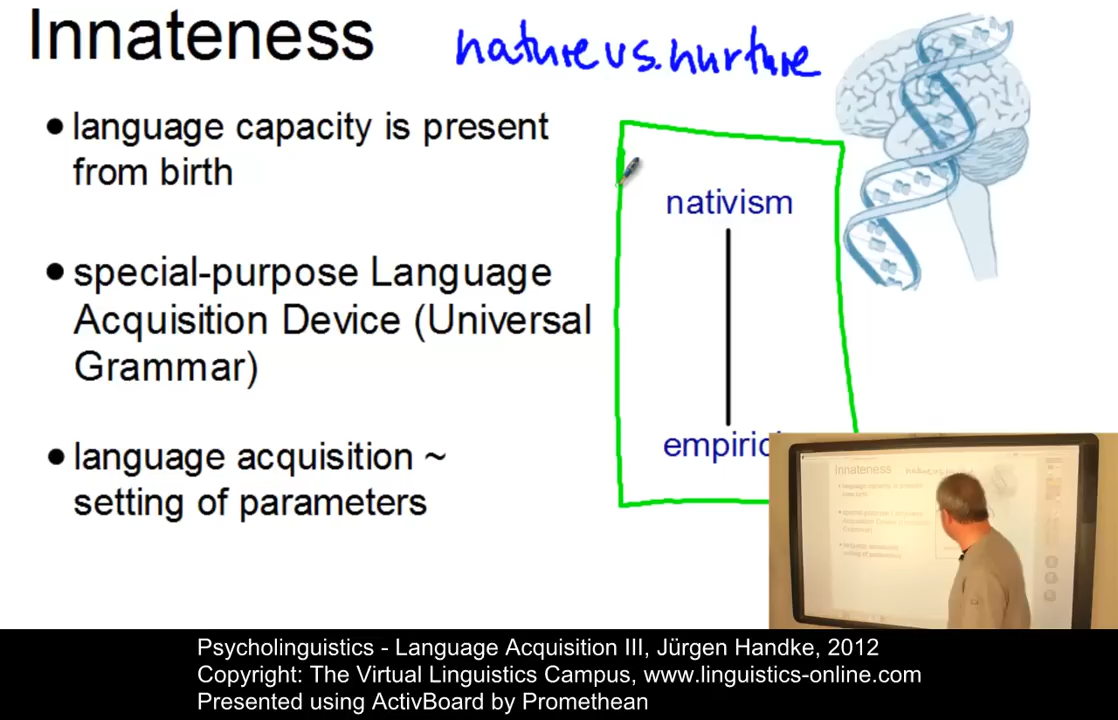 Innateness
nature vs. nurture
• language capacity is present
from birth
nativism
• special-purpose Language
Acquisition Device (Universal
Grammar)
• language acquisition ~
setting of parameters
Innateness
Psycholinguistics - Language Acquisition III, Jürgen Handke, 2012
Copyright: The Virtual Linguistics Campus, www.linguistics-online.com
Presented using ActivBoard by Promethean